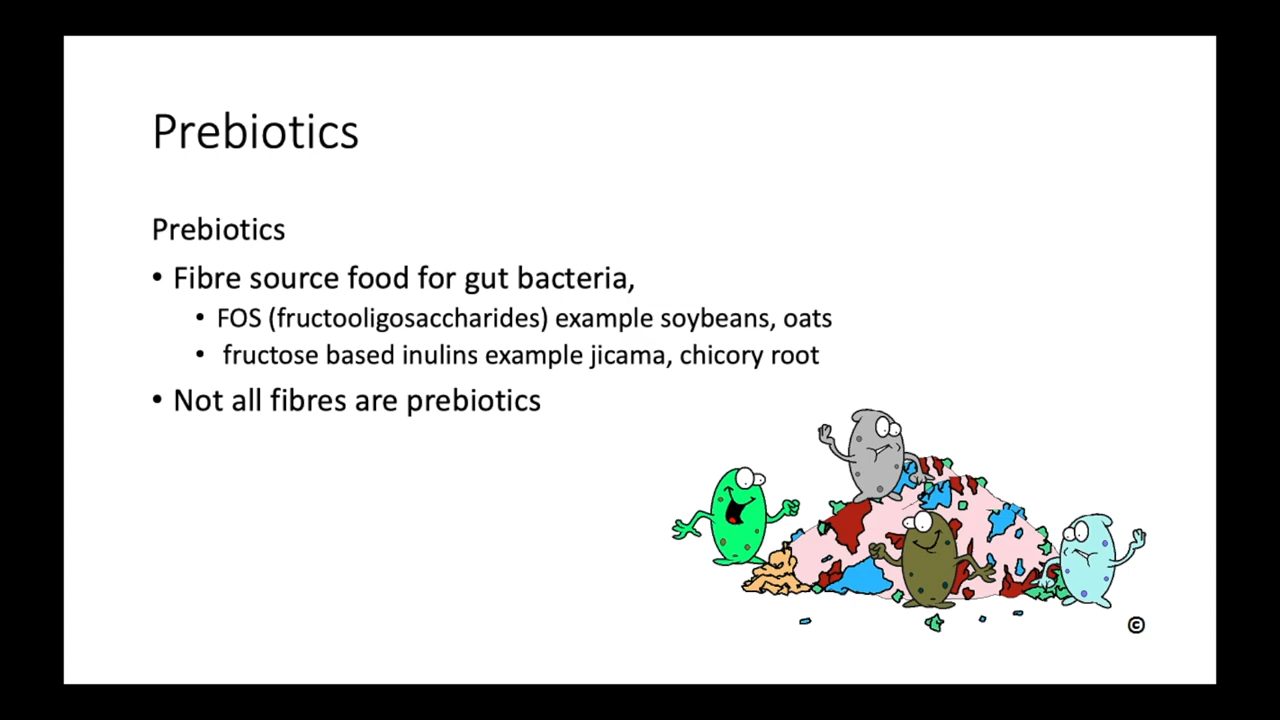 Prebiotics
Prebiotics
• Fibre source food for gut bacteria,
• FOS (fructooligosaccharides) example soybeans, oats
• fructose based inulins example jicama, chicory root
• Not all fibres are prebiotics
©